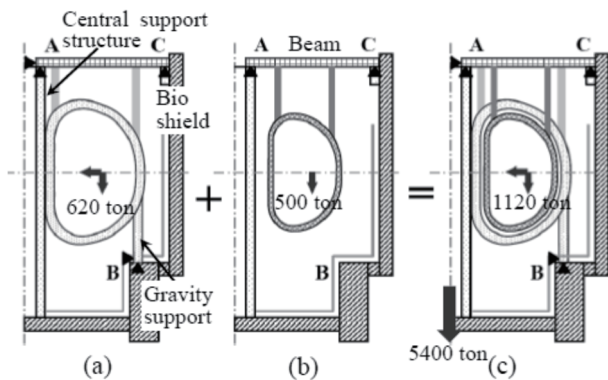 Central support
structure
A
C
A
Beam
C
A
C
Bio
shield
620 ton
500 ton
1120 ton
B
B
B
Gravity
support
5400 ton
(a)
(b)
(c)
+
=